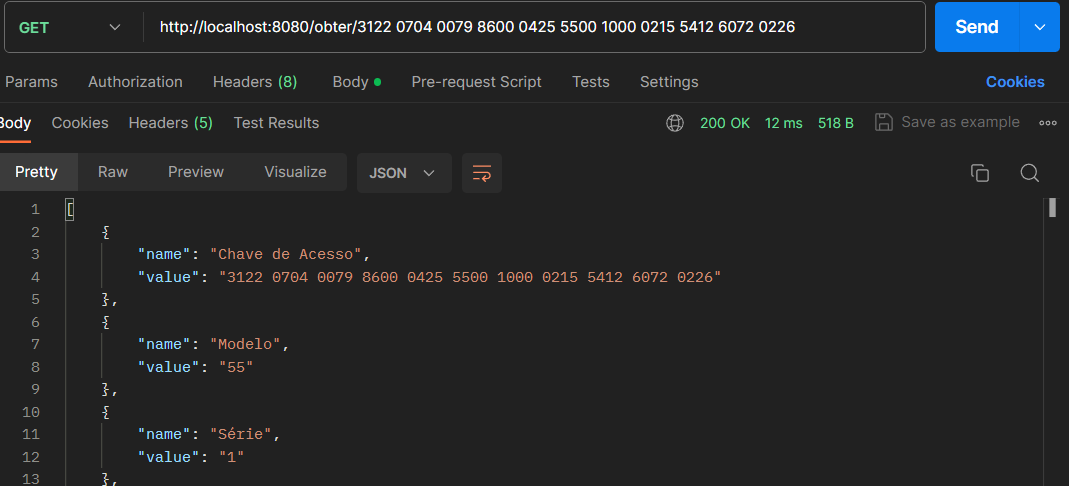 GET http://localhost:8080/obter/3122 0704 0079 8600 0425 5500 1000 0215 5412 6072 0226 Send
Params Authorization Headers (8) Body Pre-request Script Tests Settings Cookies
Body Cookies Headers (5) Test Results 200 OK 12 ms 518 B Save as example
Pretty Raw Preview Visualize JSON
1 [
2 {
3 "name": "Chave de Acesso",
4 "value": "3122 0704 0079 8600 0425 5500 1000 0215 5412 6072 0226"
5 },
6 {
7 "name": "Modelo",
8 "value": "55"
9 },
10 {
11 "name": "Série",
12 "value": "1"
13 },